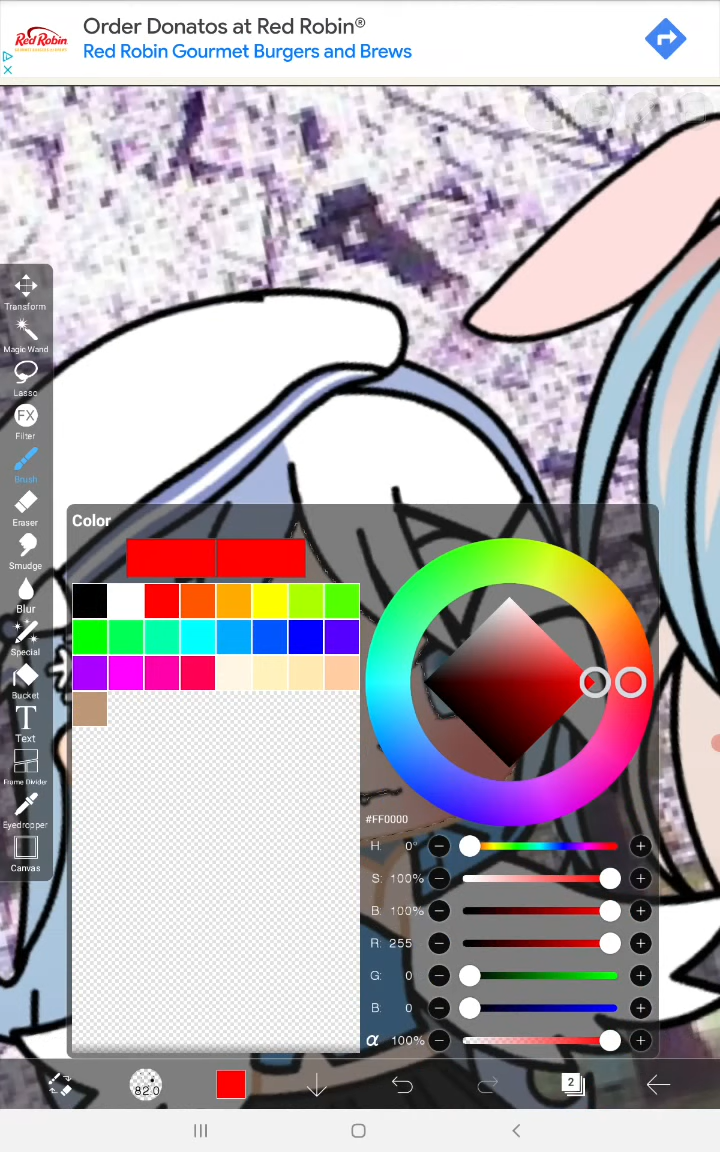 Order Donatos at Red Robin®
Red Robin
Red Robin Gourmet Burgers and Brews
Transform
Magic Wand
Lasso
FX
Filter
Brush
Eraser
Smudge
Blur
Special
Bucket
T
Text
Frame Divider
Eyedropper
Canvas
Color
#FF0000
H: 0°
S: 100%
B: 100%
R: 255
G: 0
B: 0
α 100%
82.0
2